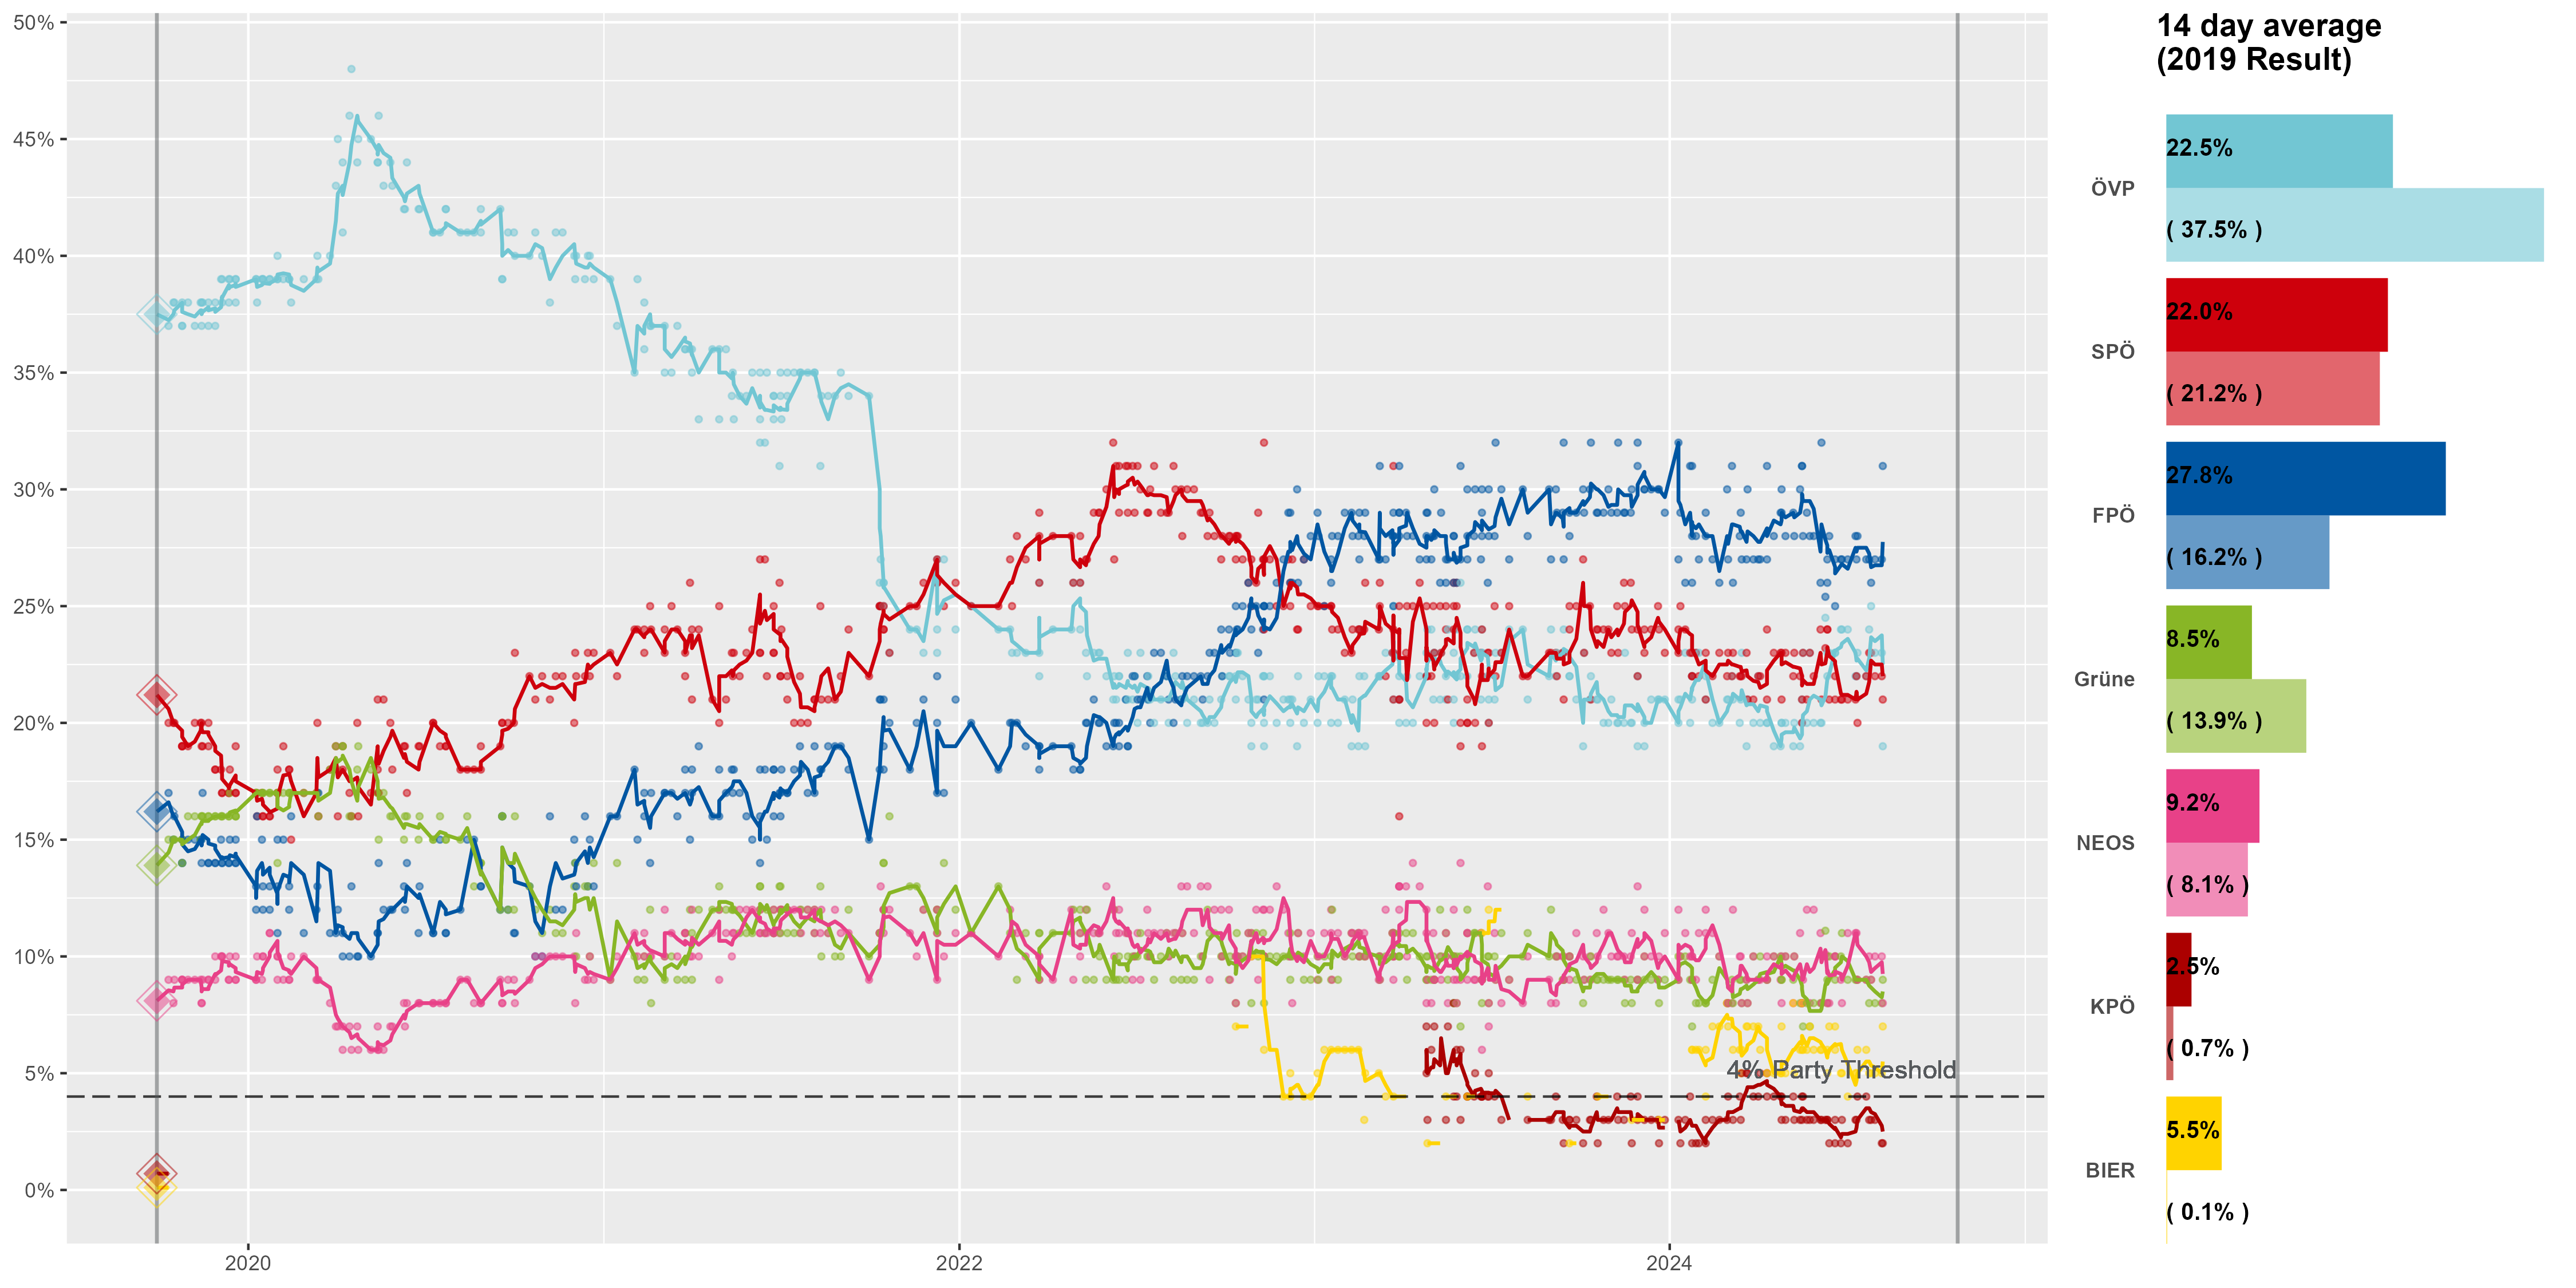 50%
45%
40%
35%
30%
25%
20%
15%
10%
5%
0%
2020
2022
2024
4% Party Threshold
14 day average
(2019 Result)
ÖVP
22.5%
( 37.5% )
SPÖ
22.0%
( 21.2% )
FPÖ
27.8%
( 16.2% )
Grüne
8.5%
( 13.9% )
NEOS
9.2%
( 8.1% )
KPÖ
2.5%
( 0.7% )
BIER
5.5%
( 0.1% )